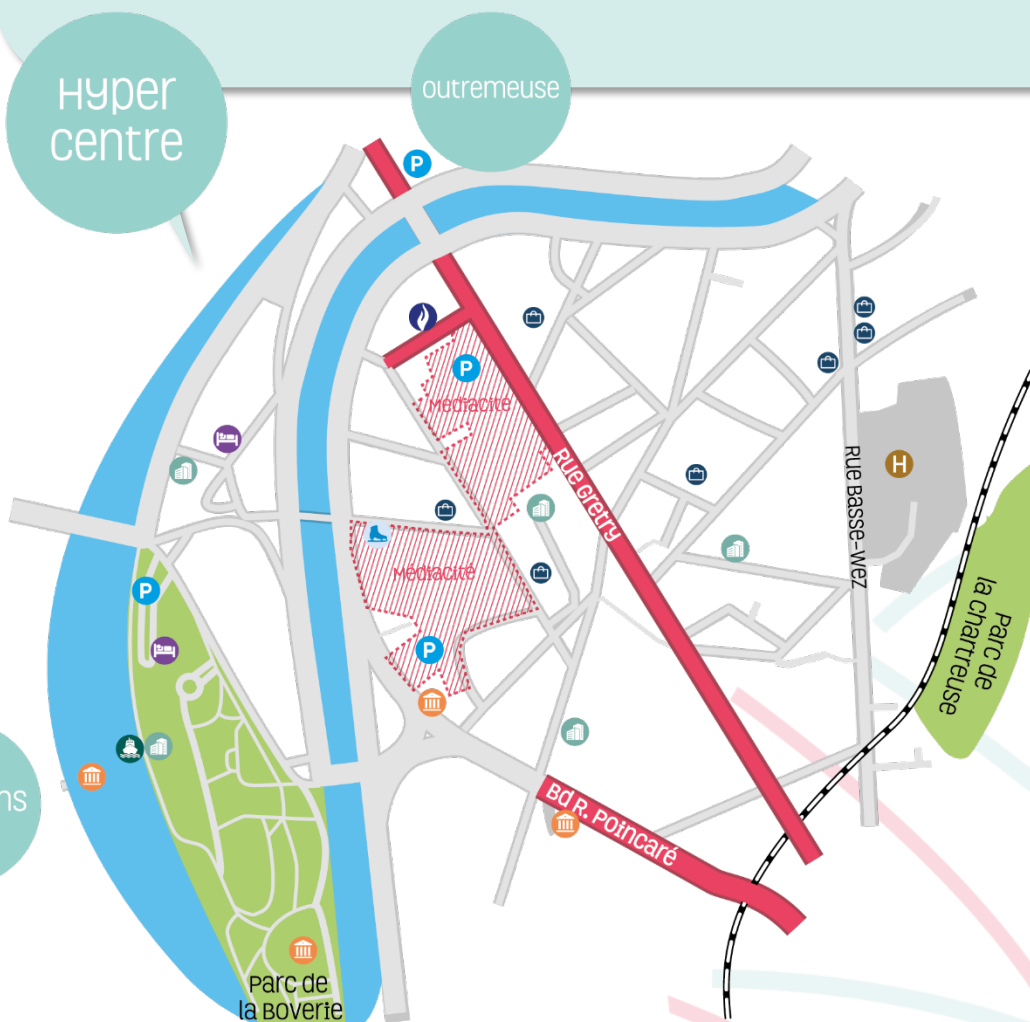 Hyper
centre
outremeuse
P
P
Médiacité
Rue Gretry
Rue Basse-Wez
H
Médiacité
P
P
Parc de
la Chartreuse
ns
Bd R. Poincaré
Parc de
la Boverie